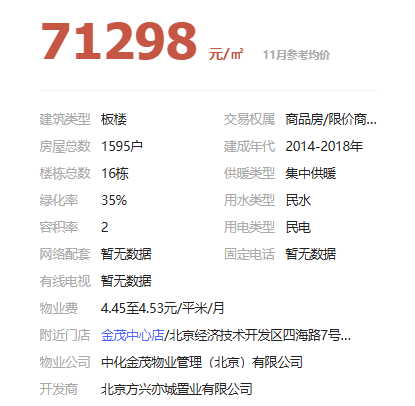 71298 元/㎡ 11月参考均价
建筑类型 板楼 交易权属 商品房/限价商...
房屋总数 1595户 建成年代 2014-2018年
楼栋总数 16栋 供暖类型 集中供暖
绿化率 35% 用水类型 民水
容积率 2 用电类型 民电
网络配套 暂无数据 固定电话 暂无数据
有线电视 暂无数据
物业费 4.45至4.53元/平米/月
附近门店 金茂中心店/北京经济技术开发区四海路7号...
物业公司 中化金茂物业管理（北京）有限公司
开发商 北京方兴亦城置业有限公司